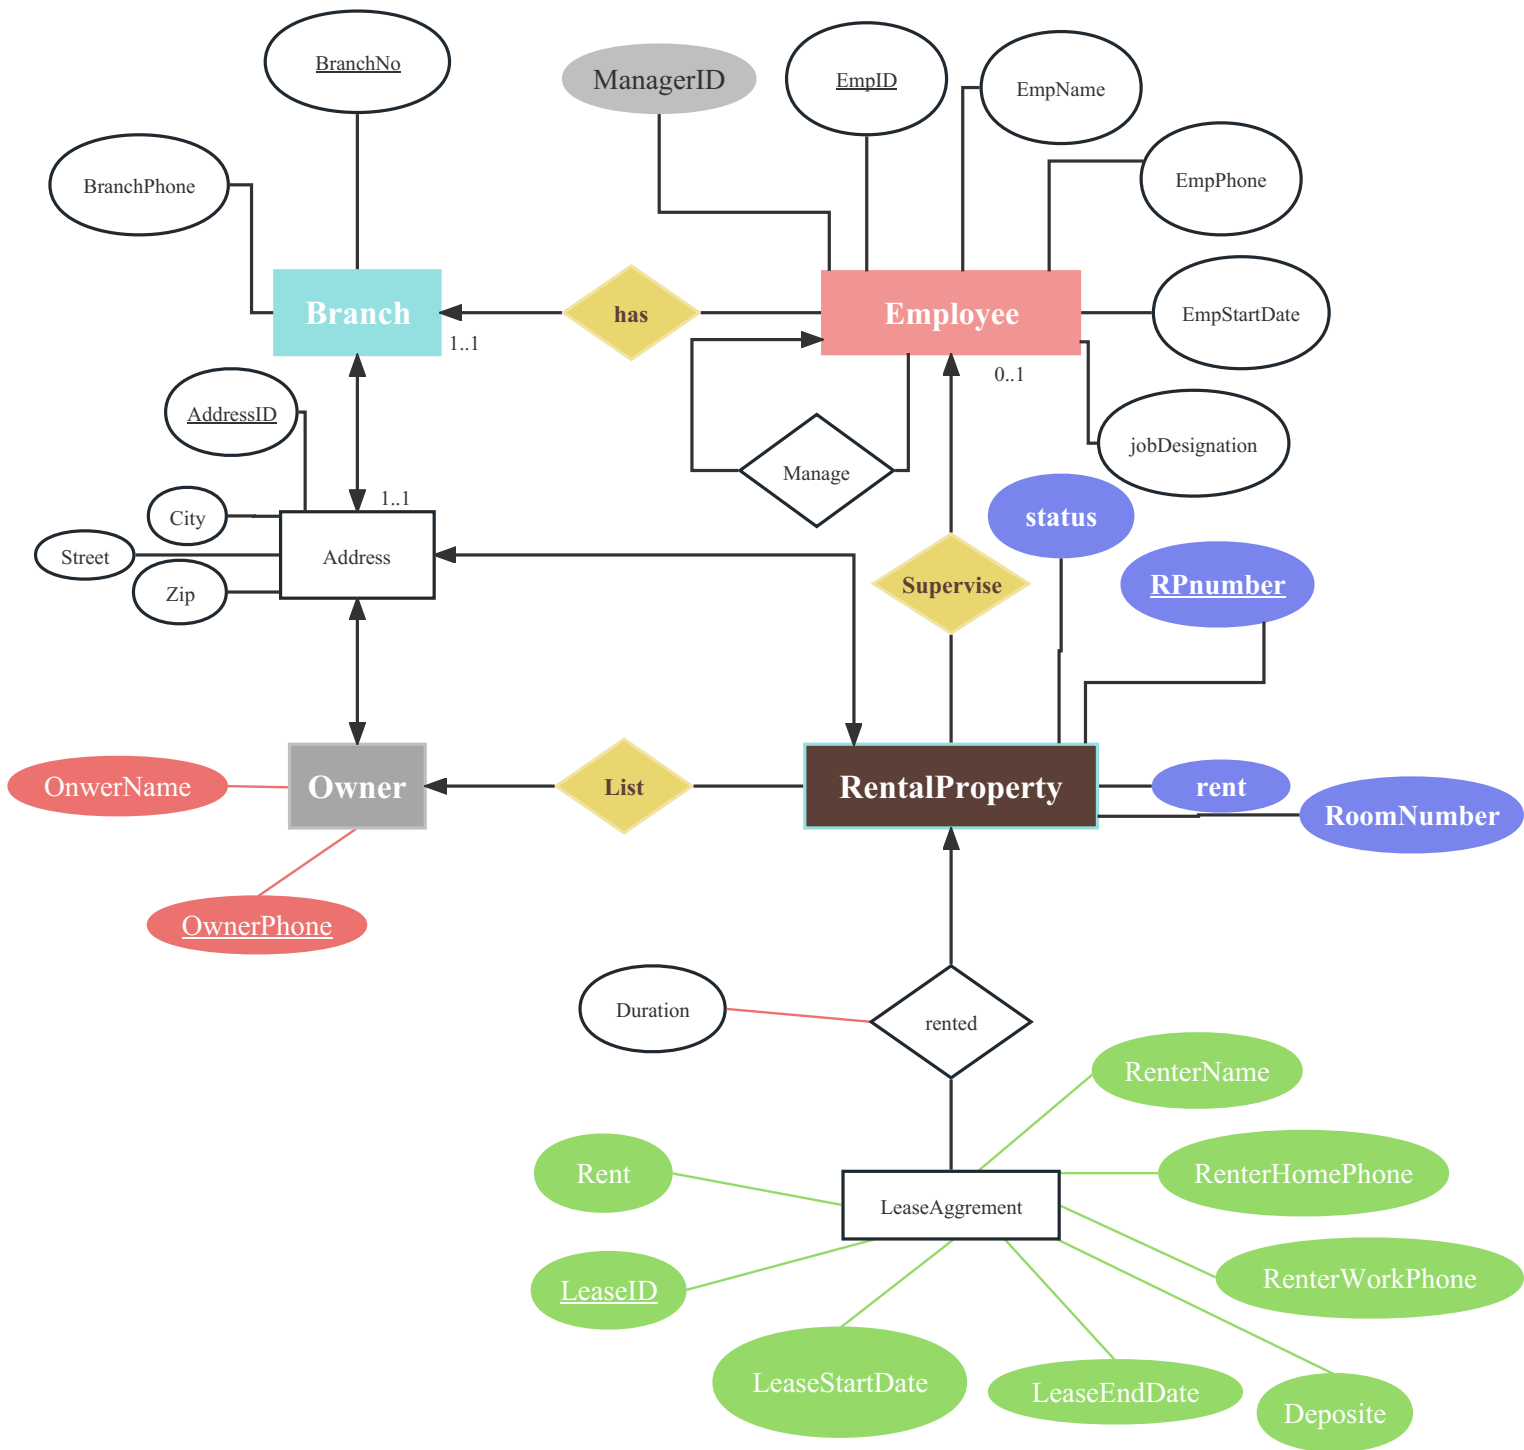 BranchNo
ManagerID
EmpID
EmpName
BranchPhone
EmpPhone
Branch
has
Employee
EmpStartDate
1..1
0..1
AddressID
jobDesignation
Manage
1..1
City
status
Street
Address
Zip
Supervise
RPnumber
OnwerName
Owner
List
RentalProperty
rent
RoomNumber
OwnerPhone
Duration
rented
RenterName
Rent
RenterHomePhone
LeaseAggrement
LeaseID
RenterWorkPhone
LeaseStartDate
LeaseEndDate
Deposite